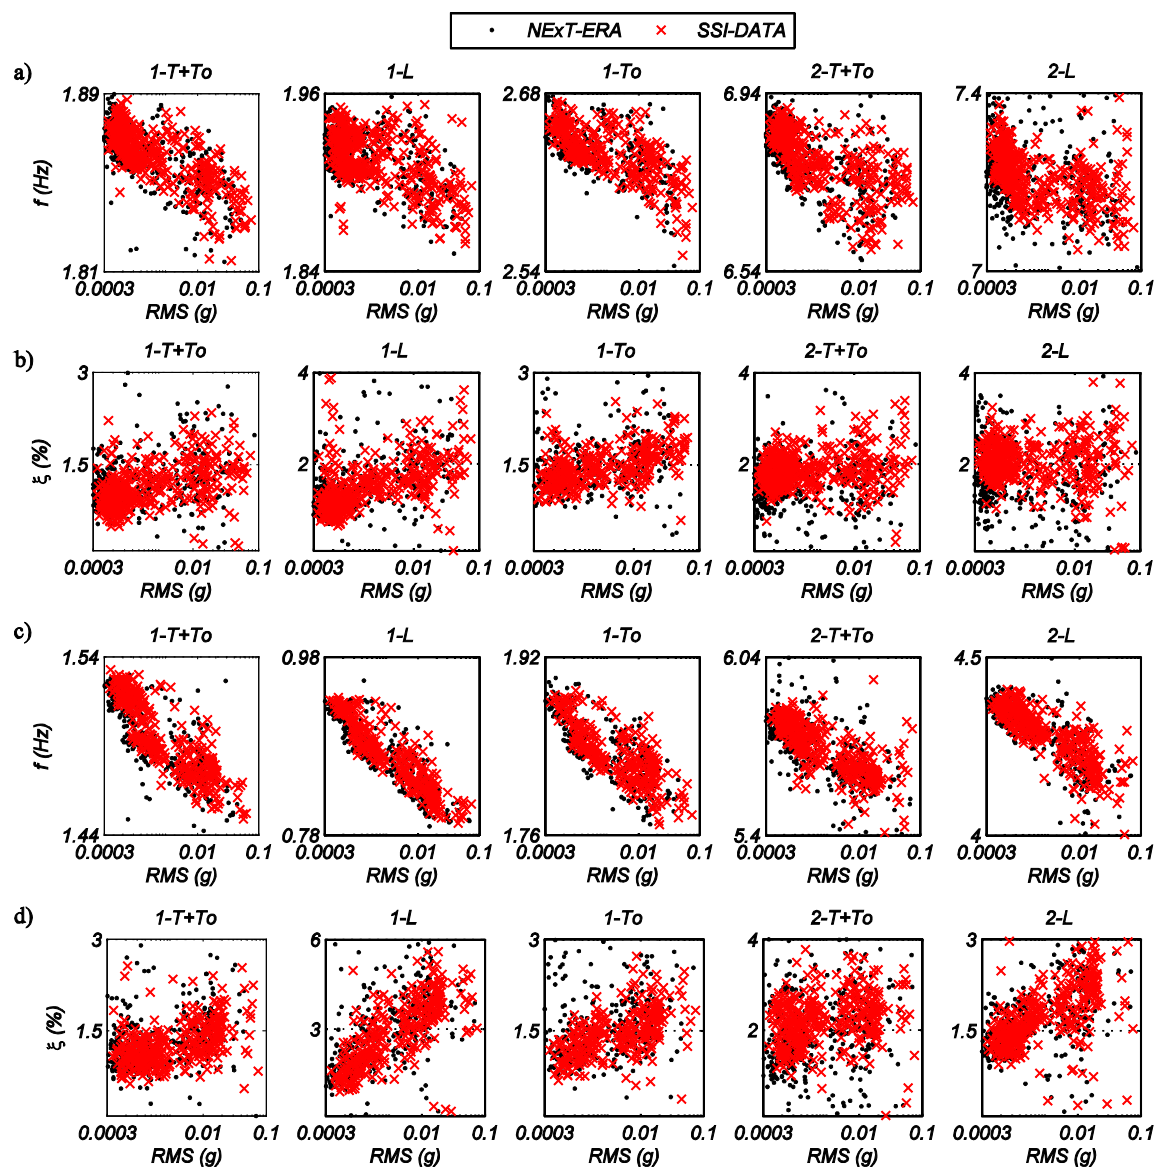 NExT-ERA SSI-DATA
a)
1-T+To 1-L 1-To 2-T+To 2-L
1.89 1.96 2.68 6.94 7.4
f (Hz)
1.81 1.84 2.54 6.54 7
0.0003 0.01 0.1 0.0003 0.01 0.1 0.0003 0.01 0.1 0.0003 0.01 0.1 0.0003 0.01 0.1
RMS (g) RMS (g) RMS (g) RMS (g) RMS (g)
b)
1-T+To 1-L 1-To 2-T+To 2-L
3 4 3 4 4
ξ (%)
1.5 2 1.5 2 2
0.0003 0.01 0.1 0.0003 0.01 0.1 0.0003 0.01 0.1 0.0003 0.01 0.1 0.0003 0.01 0.1
RMS (g) RMS (g) RMS (g) RMS (g) RMS (g)
c)
1-T+To 1-L 1-To 2-T+To 2-L
1.54 0.98 1.92 6.04 4.5
f (Hz)
1.44 0.78 1.76 5.4 4
0.0003 0.01 0.1 0.0003 0.01 0.1 0.0003 0.01 0.1 0.0003 0.01 0.1 0.0003 0.01 0.1
RMS (g) RMS (g) RMS (g) RMS (g) RMS (g)
d)
1-T+To 1-L 1-To 2-T+To 2-L
3 6 3 4 3
ξ (%)
1.5 3 1.5 2 1.5
0.0003 0.01 0.1 0.0003 0.01 0.1 0.0003 0.01 0.1 0.0003 0.01 0.1 0.0003 0.01 0.1
RMS (g) RMS (g) RMS (g) RMS (g) RMS (g)